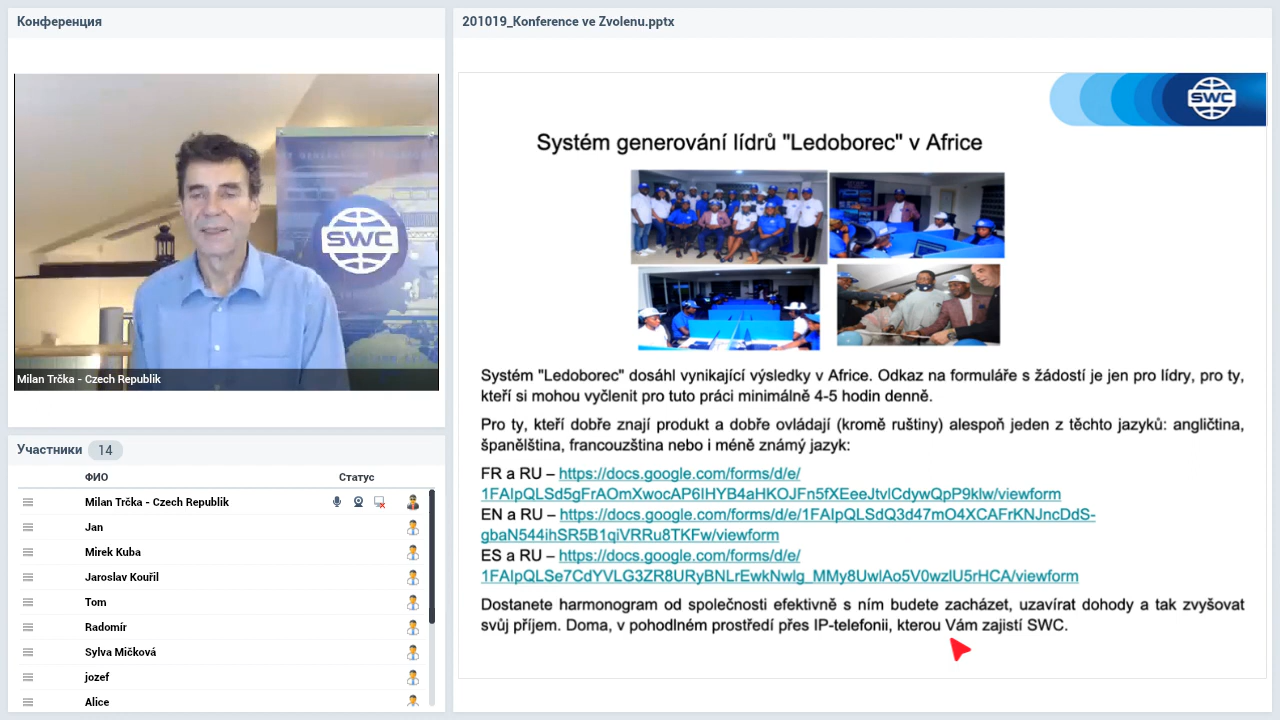 Конференция
SWC
Milan Trčka - Czech Republik
Участники 14
ФИО Статус
Milan Trčka - Czech Republik
Jan
Mirek Kuba
Jaroslav Kouřil
Tom
Radomír
Sylva Mičková
jozef
Alice
201019_Konference ve Zvolenu.pptx
SWC
Systém generování lídrů "Ledoborec" v Africe
Systém "Ledoborec" dosáhl vynikající výsledky v Africe. Odkaz na formuláře s žádostí je jen pro lídry, pro ty,
kteří si mohou vyčlenit pro tuto práci minimálně 4-5 hodin denně.
Pro ty, kteří dobře znají produkt a dobře ovládají (kromě ruštiny) alespoň jeden z těchto jazyků: angličtina,
španělština, francouzština nebo i méně známý jazyk:
FR a RU – https://docs.google.com/forms/d/e/
1FAIpQLSd5gFrAOmXwocAP6IHYB4aHKOJFn5fXEeeJtvlCdywQpP9klw/viewform
EN a RU – https://docs.google.com/forms/d/e/1FAIpQLSdQ3d47mO4XCAFrKNJncDdS-
gbaN544ihSR5B1qiVRRu8TKFw/viewform
ES a RU – https://docs.google.com/forms/d/e/
1FAIpQLSe7CdYVLG3ZR8URyBNLrEwkNwlg_MMy8UwlAo5V0wzlU5rHCA/viewform
Dostanete harmonogram od společnosti efektivně s ním budete zacházet, uzavírat dohody a tak zvyšovat
svůj příjem. Doma, v pohodlném prostředí přes IP-telefonii, kterou Vám zajistí SWC.